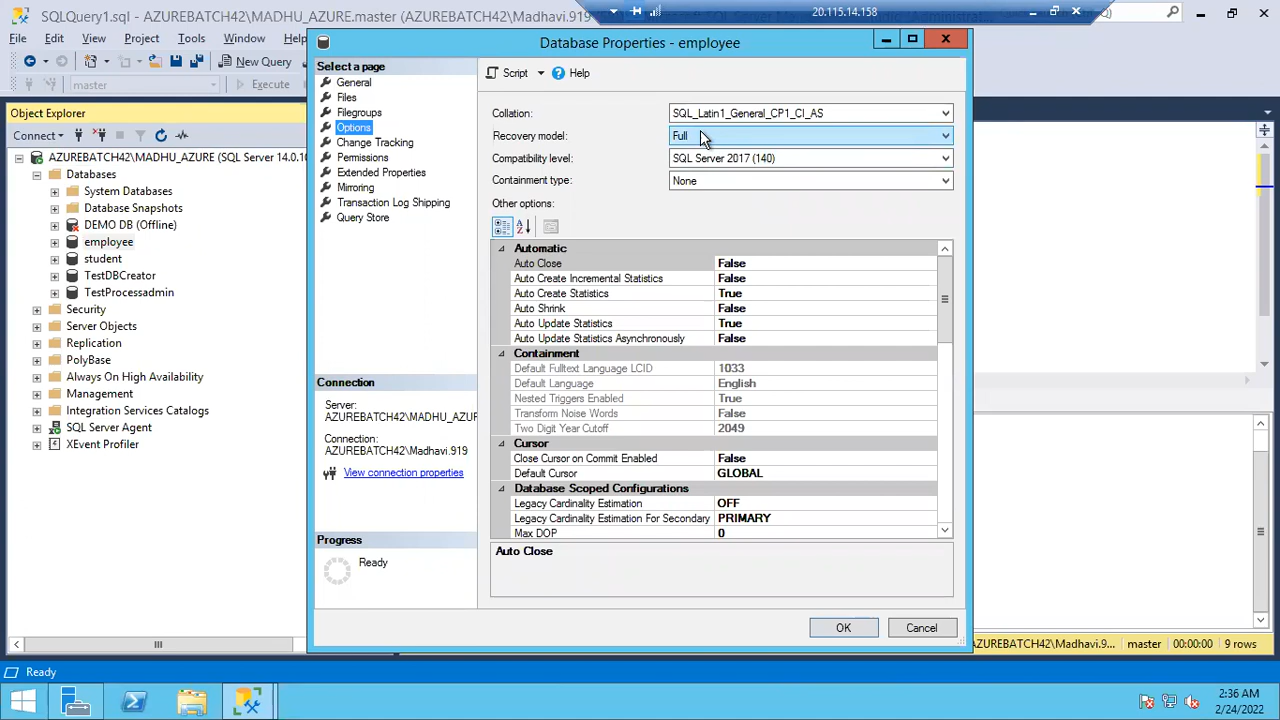 SQLQuery1.sql - AZUREBATCH42\MADHU_AZURE
20.115.14.158
File
Edit
View
Project
Tools
Window
Help
New Query
master
Execute
Object Explorer
Connect
AZUREBATCH42\MADHU_AZURE (SQL Server 14.0.10
Databases
System Databases
Database Snapshots
DEMO DB (Offline)
employee
student
TestDBCreator
TestProcessadmin
Security
Server Objects
Replication
PolyBase
Always On High Availability
Management
Integration Services Catalogs
SQL Server Agent
XEvent Profiler
Database Properties - employee
Select a page
General
Files
Filegroups
Options
Change Tracking
Permissions
Extended Properties
Mirroring
Transaction Log Shipping
Query Store
Connection
Server:
AZUREBATCH42\MADHU_AZUR
Connection:
AZUREBATCH42\Madhavi.919
View connection properties
Progress
Ready
Script
Help
Collation: SQL_Latin1_General_CP1_CI_AS
Recovery model: Full
Compatibility level: SQL Server 2017 (140)
Containment type: None
Other options:
Automatic
Auto Close False
Auto Create Incremental Statistics False
Auto Create Statistics True
Auto Shrink False
Auto Update Statistics True
Auto Update Statistics Asynchronously False
Containment
Default Fulltext Language LCID 1033
Default Language English
Nested Triggers Enabled True
Transform Noise Words False
Two Digit Year Cutoff 2049
Cursor
Close Cursor on Commit Enabled False
Default Cursor GLOBAL
Database Scoped Configurations
Legacy Cardinality Estimation OFF
Legacy Cardinality Estimation For Secondary PRIMARY
Max DOP 0
Auto Close
OK
Cancel
AZUREBATCH42\Madhavi.9... master 00:00:00 9 rows
Ready
2:36 AM
2/24/2022